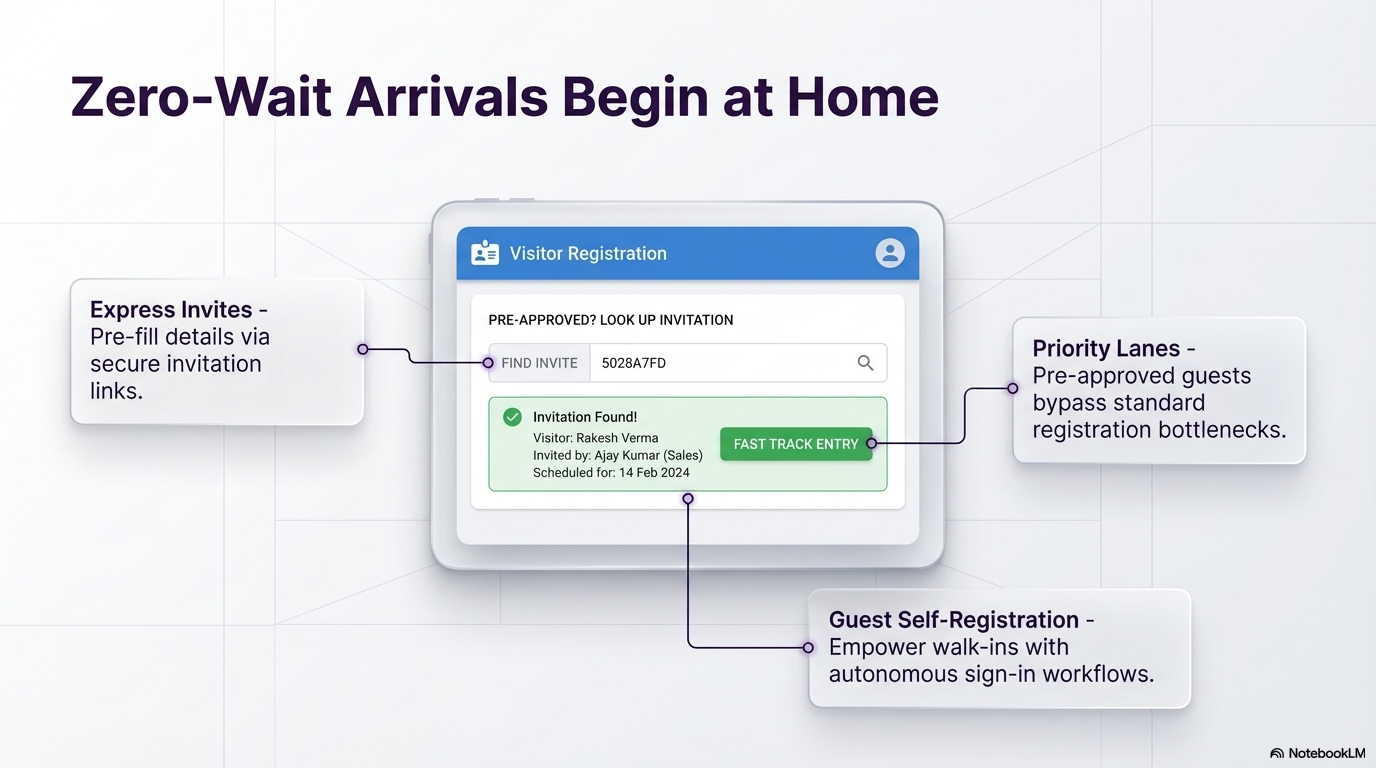 Zero-Wait Arrivals Begin at Home
Visitor Registration
PRE-APPROVED? LOOK UP INVITATION
FIND INVITE 5028A7FD
Invitation Found!
Visitor: Rakesh Verma
Invited by: Ajay Kumar (Sales)
Scheduled for: 14 Feb 2024
FAST TRACK ENTRY
Express Invites -
Pre-fill details via
secure invitation
links.
Priority Lanes -
Pre-approved guests
bypass standard
registration bottlenecks.
Guest Self-Registration -
Empower walk-ins with
autonomous sign-in workflows.
NotebookLM